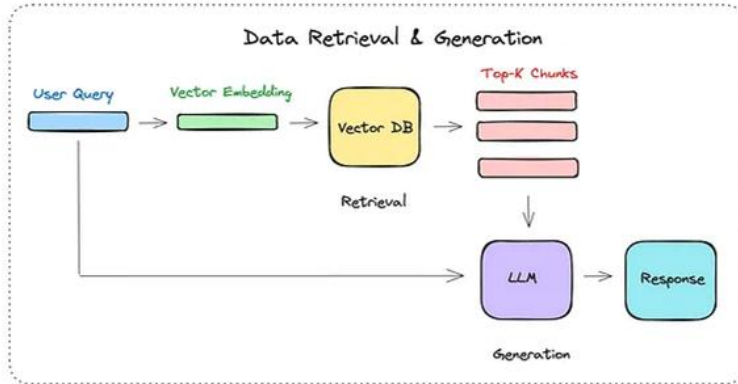 Data Retrieval & Generation
Top-K Chunks
User Query
Vector Embedding
Vector DB
Retrieval
LLM
Response
Generation